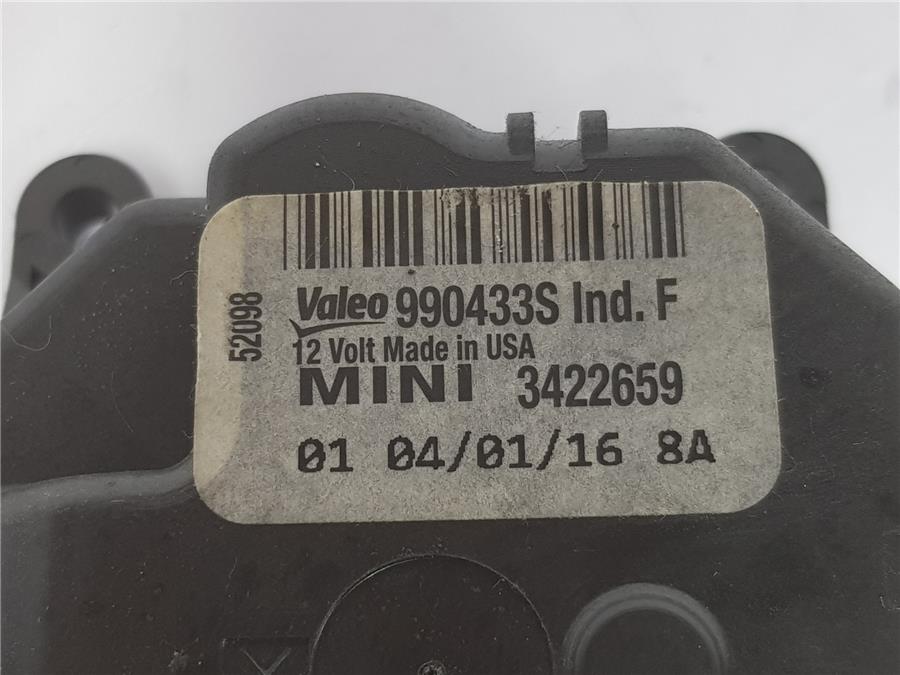 52098
Valeo 990433S Ind. F
12 Volt Made in USA
MINI 3422659
01 04/01/16 8A